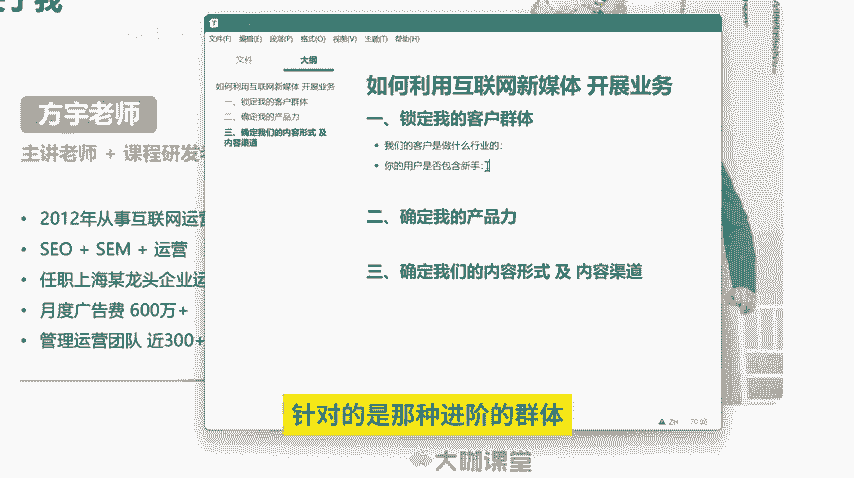 关于我
方宇老师
主讲老师 + 课程研发
2012年从事互联网运营
SEO + SEM + 运营
任职上海某龙头企业运
月度广告费 600万+
管理运营团队 近300+
文件(F) 编辑(E) 段落(P) 格式(O) 视图(V) 主题(T) 帮助(H)
文件 大纲
如何利用互联网新媒体 开展业务
一、锁定我的客户群体
二、确定我的产品力
三、确定我们的内容形式 及
内容渠道
如何利用互联网新媒体 开展业务
一、锁定我的客户群体
我们的客户是做什么行业的：
你的用户是否包含新手：
二、确定我的产品力
三、确定我们的内容形式 及 内容渠道
70 词
针对的是那种进阶的群体
大咖课堂